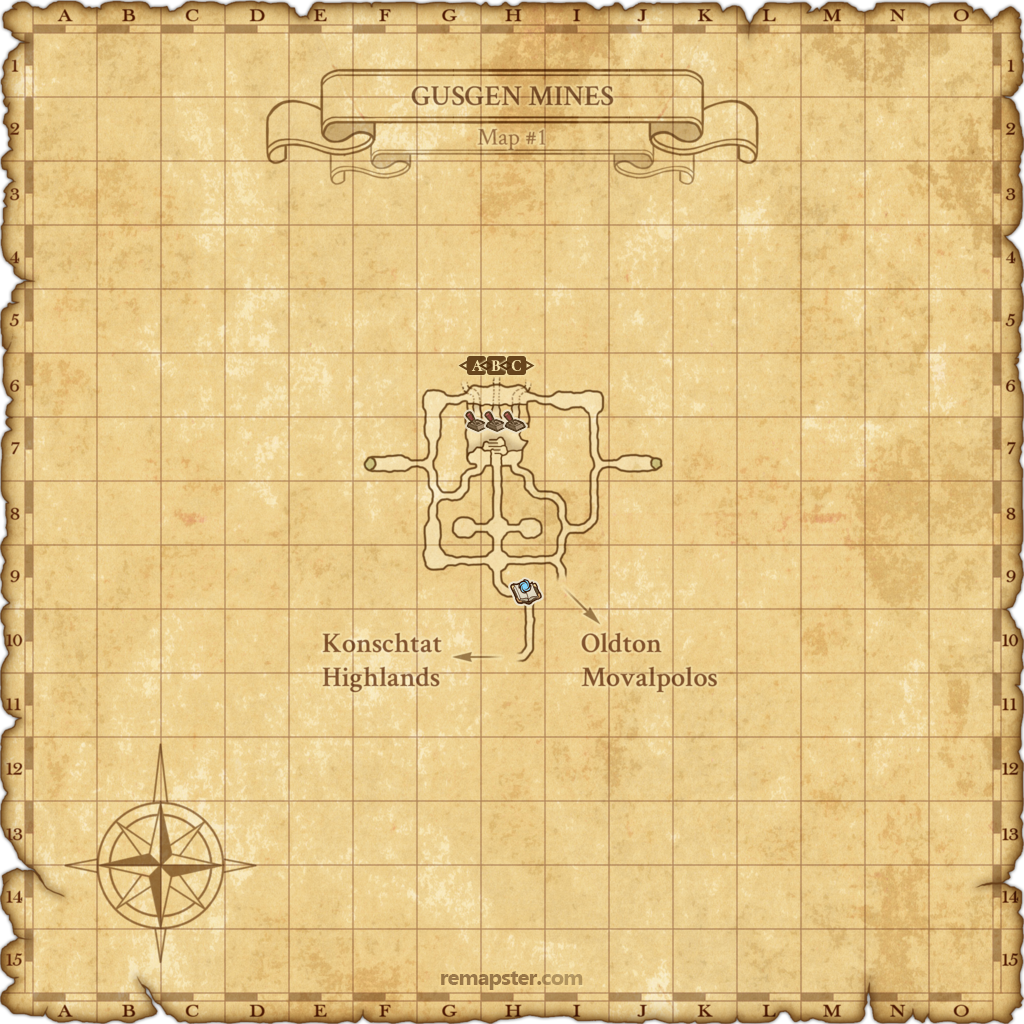 A B C D E F G H I J K L M N O
1 1
GUSGEN MINES
2 2
Map #1
3 3
4 4
5 5
A B C
6 6
7 7
8 8
9 9
10 10
Konschtat Oldton
Highlands Movalpolos
11 11
12 12
13 13
14 14
15 15
remapster.com
A B C D E F G H I J K L M N O